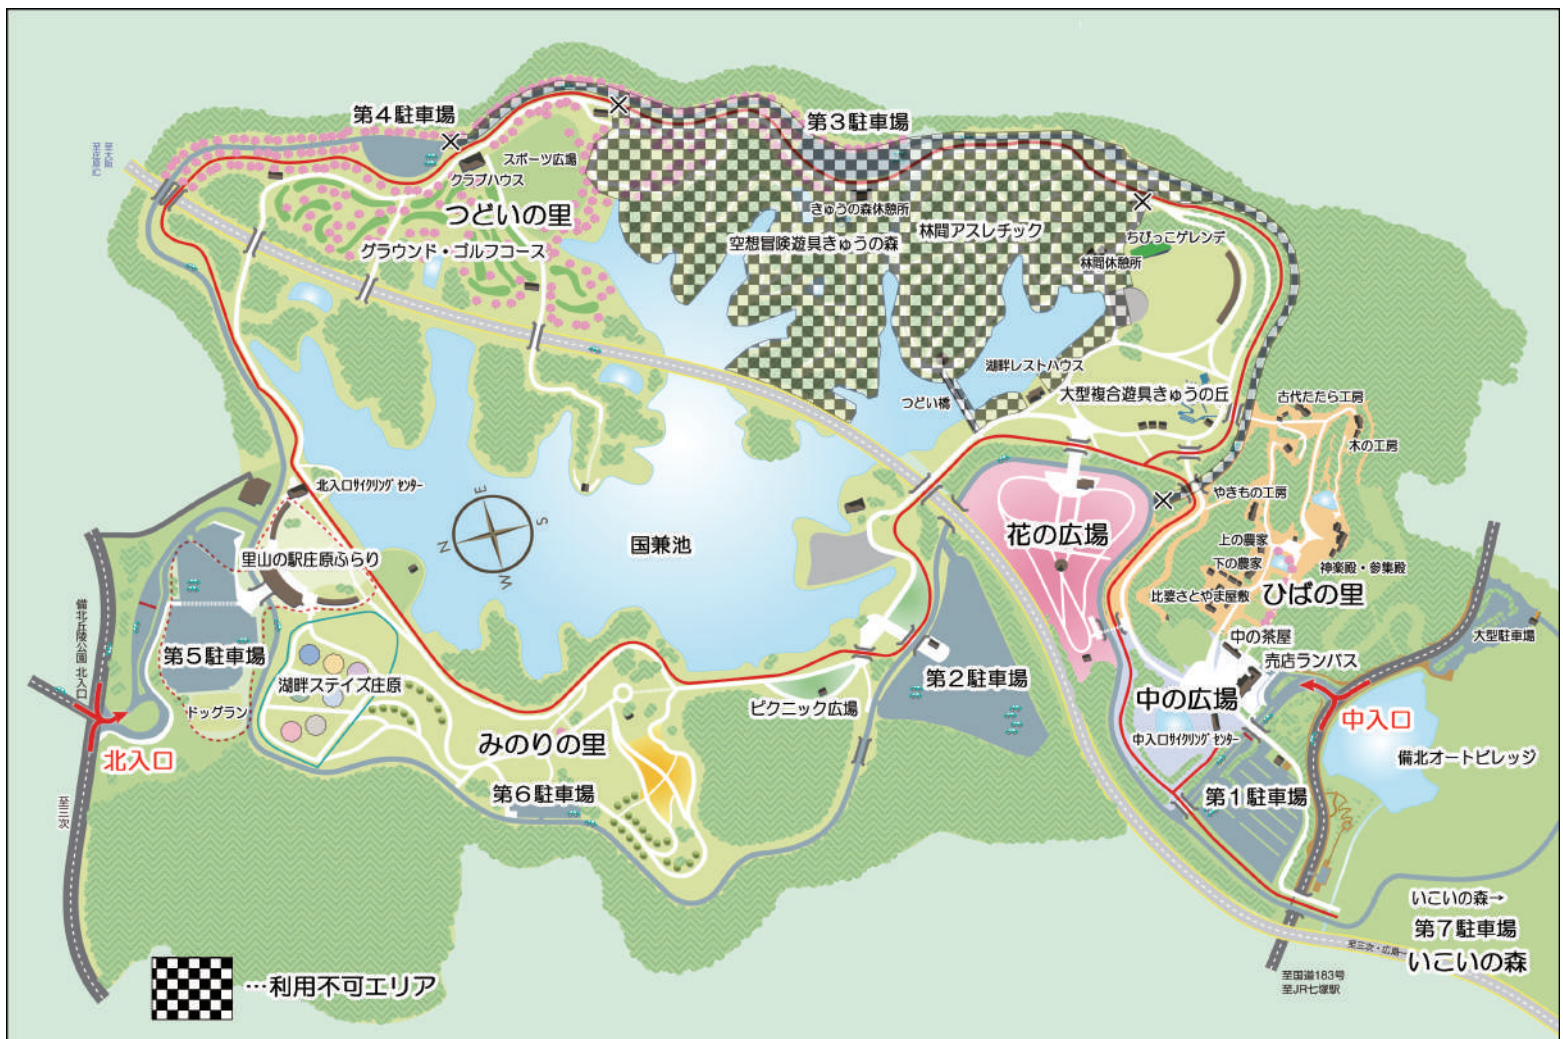 第4駐車場
第3駐車場
スポーツ広場
クラブハウス
つどいの里
グラウンド・ゴルフコース
きゅうの森休憩所
空想冒険遊具きゅうの森
林間アスレチック
ちびっこゲレンデ
林間休憩所
湖畔レストハウス
つどい橋
大型複合遊具きゅうの丘
古代たたら工房
木の工房
やきもの工房
北入口サイクリングセンター
E
S
N
W
国兼池
花の広場
上の農家
下の農家
神楽殿・参集殿
比婆さとやま屋敷
ひばの里
里山の駅庄原ふらり
備北丘陵公園 北入口
第5駐車場
湖畔ステイズ庄原
ドッグラン
北入口
至三次
みのりの里
第6駐車場
ピクニック広場
第2駐車場
中の茶屋
売店ランパス
中の広場
中入口サイクリングセンター
第1駐車場
大型駐車場
中入口
備北オートビレッジ
いこいの森→
第7駐車場
いこいの森
至三次・広島
至国道183号
至JR七塚駅
…利用不可エリア